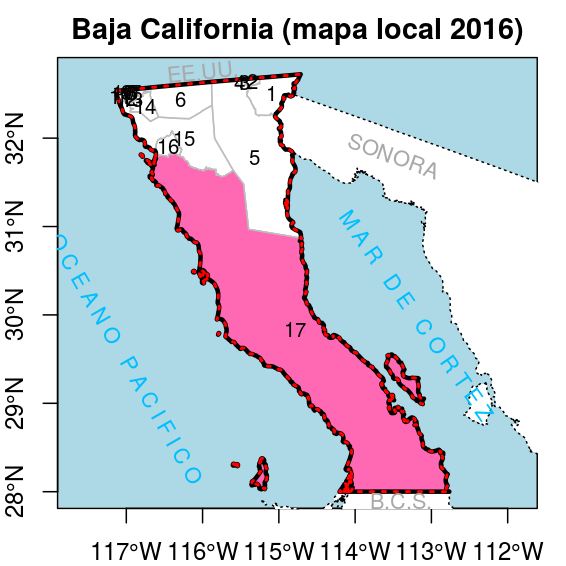 Baja California (mapa local 2016)
EE.UU.
1
6
14
5
15
16
SONORA
MAR DE CORTEZ
OCEANO PACIFICO
17
B.C.S.
32°N
31°N
30°N
29°N
28°N
117°W 116°W 115°W 114°W 113°W 112°W